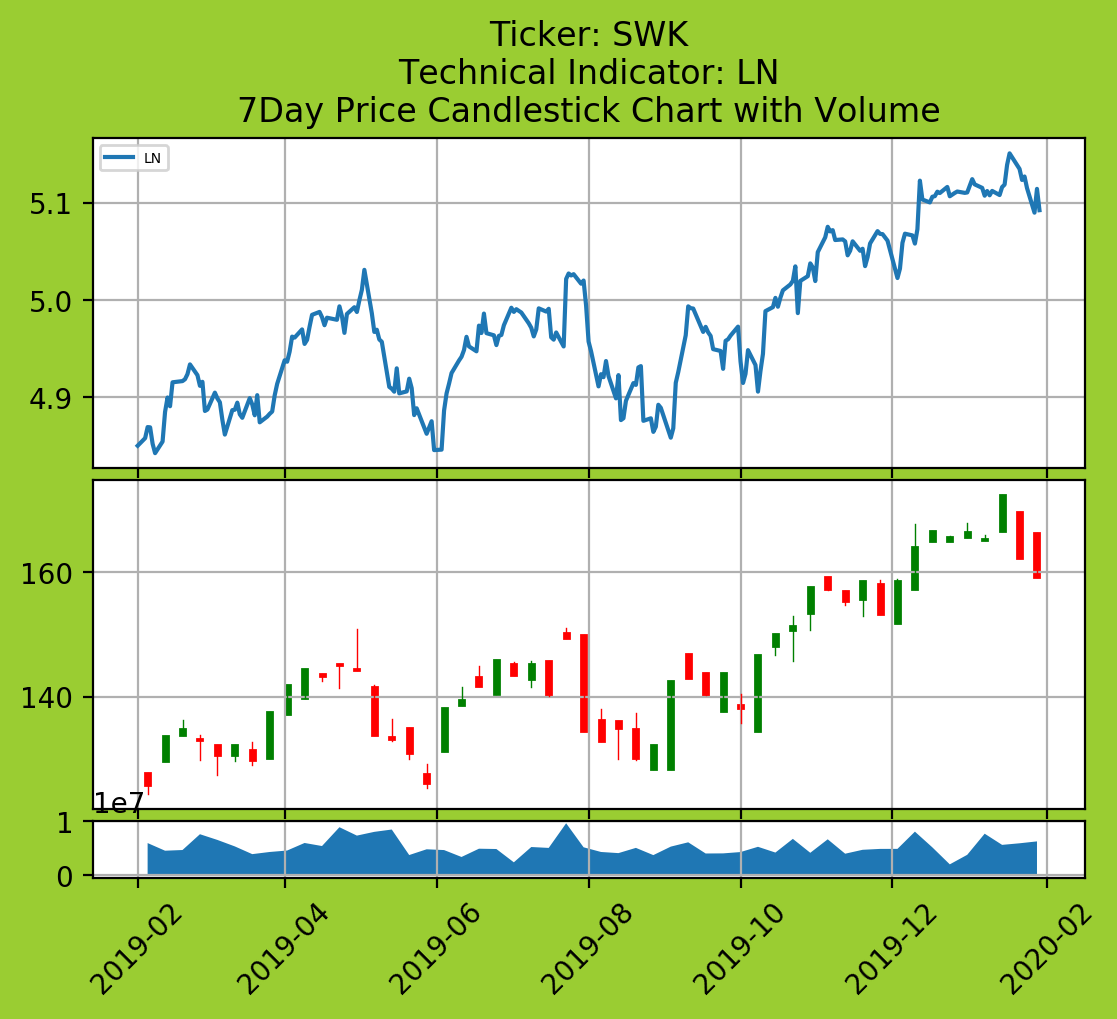 Ticker: SWK
Technical Indicator: LN
7Day Price Candlestick Chart with Volume
LN
5.1
5.0
4.9
160
140
1e7
1
0
2019-02
2019-04
2019-06
2019-08
2019-10
2019-12
2020-02